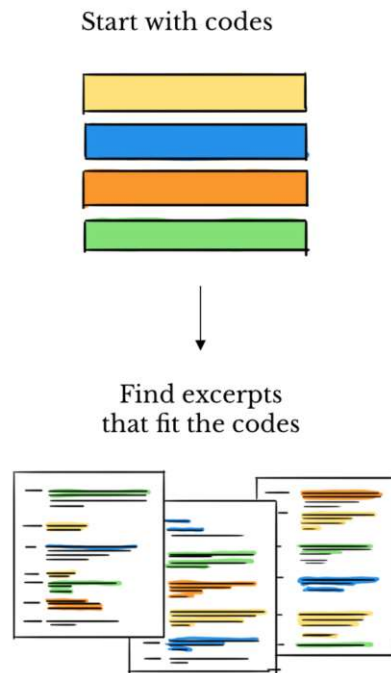 Start with codes
Find excerpts
that fit the codes